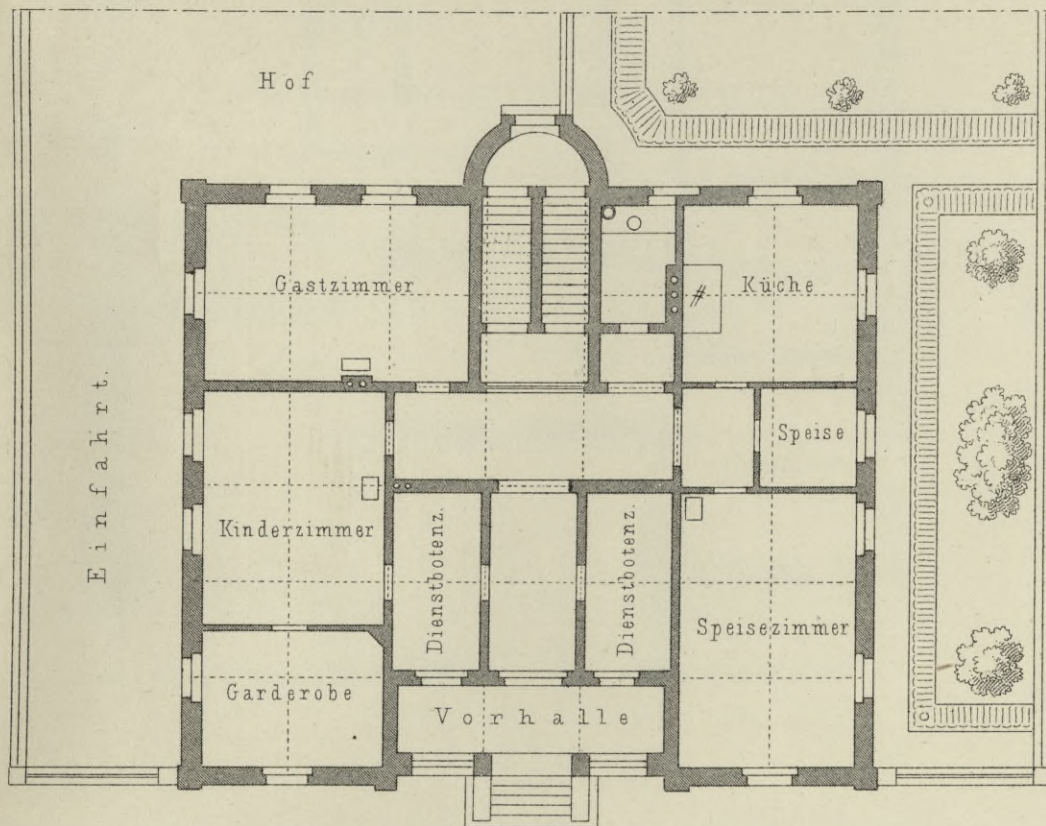 Hof
Gastzimmer
Küche
Einfahrt.
Speise
Kinderzimmer
Dienstbotenz.
Dienstbotenz.
Speisezimmer
Garderobe
Vorhalle